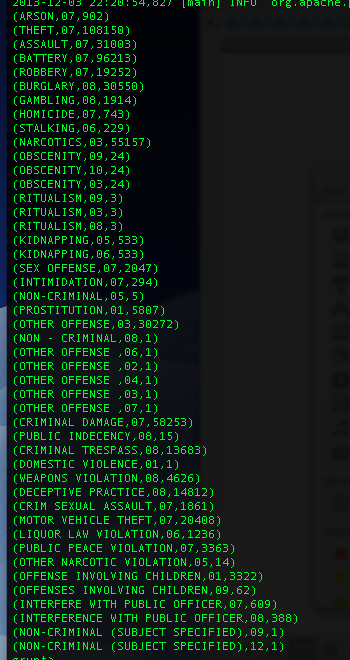 2013-12-03 22:20:54,827 [main] INFO  org.apache.p
(ARSON,07,902)
(THEFT,07,108150)
(ASSAULT,07,31003)
(BATTERY,07,96213)
(ROBBERY,07,19252)
(BURGLARY,08,30550)
(GAMBLING,08,1914)
(HOMICIDE,07,743)
(STALKING,06,229)
(NARCOTICS,03,55157)
(OBSCENITY,09,24)
(OBSCENITY,10,24)
(OBSCENITY,03,24)
(RITUALISM,09,3)
(RITUALISM,03,3)
(RITUALISM,08,3)
(KIDNAPPING,05,533)
(KIDNAPPING,06,533)
(SEX OFFENSE,07,2047)
(INTIMIDATION,07,294)
(NON-CRIMINAL,05,5)
(PROSTITUTION,01,5807)
(OTHER OFFENSE,03,30272)
(NON - CRIMINAL,08,1)
(OTHER OFFENSE ,06,1)
(OTHER OFFENSE ,02,1)
(OTHER OFFENSE ,04,1)
(OTHER OFFENSE ,03,1)
(OTHER OFFENSE ,07,1)
(CRIMINAL DAMAGE,07,58253)
(PUBLIC INDECENCY,08,15)
(CRIMINAL TRESPASS,08,13683)
(DOMESTIC VIOLENCE,01,1)
(WEAPONS VIOLATION,08,4626)
(DECEPTIVE PRACTICE,08,14812)
(CRIM SEXUAL ASSAULT,07,1861)
(MOTOR VEHICLE THEFT,07,20408)
(LIQUOR LAW VIOLATION,06,1236)
(PUBLIC PEACE VIOLATION,07,3363)
(OTHER NARCOTIC VIOLATION,05,14)
(OFFENSE INVOLVING CHILDREN,01,3322)
(OFFENSES INVOLVING CHILDREN,09,62)
(INTERFERE WITH PUBLIC OFFICER,07,609)
(INTERFERENCE WITH PUBLIC OFFICER,08,388)
(NON-CRIMINAL (SUBJECT SPECIFIED),09,1)
(NON-CRIMINAL (SUBJECT SPECIFIED),12,1)
grunt>